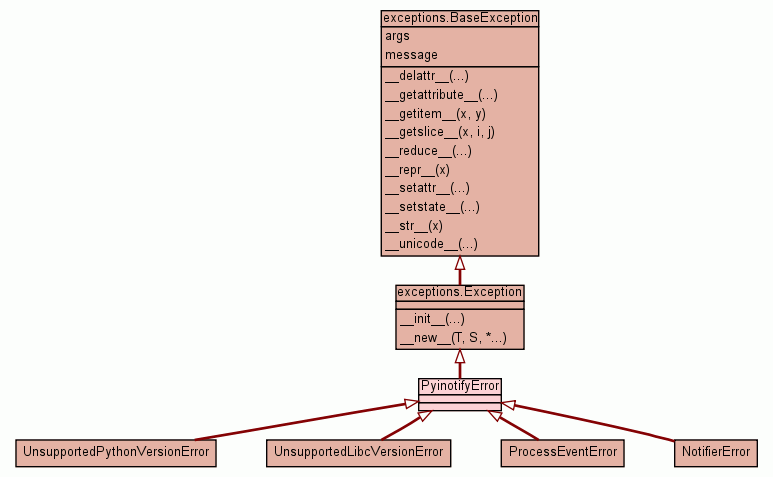 exceptions.BaseException
args
message
__delattr__(...)
__getattribute__(...)
__getitem__(x, y)
__getslice__(x, i, j)
__reduce__(...)
__repr__(x)
__setattr__(...)
__setstate__(...)
__str__(x)
__unicode__(...)
exceptions.Exception
__init__(...)
__new__(T, S, *...)
PyinotifyError
UnsupportedPythonVersionError
UnsupportedLibcVersionError
ProcessEventError
NotifierError